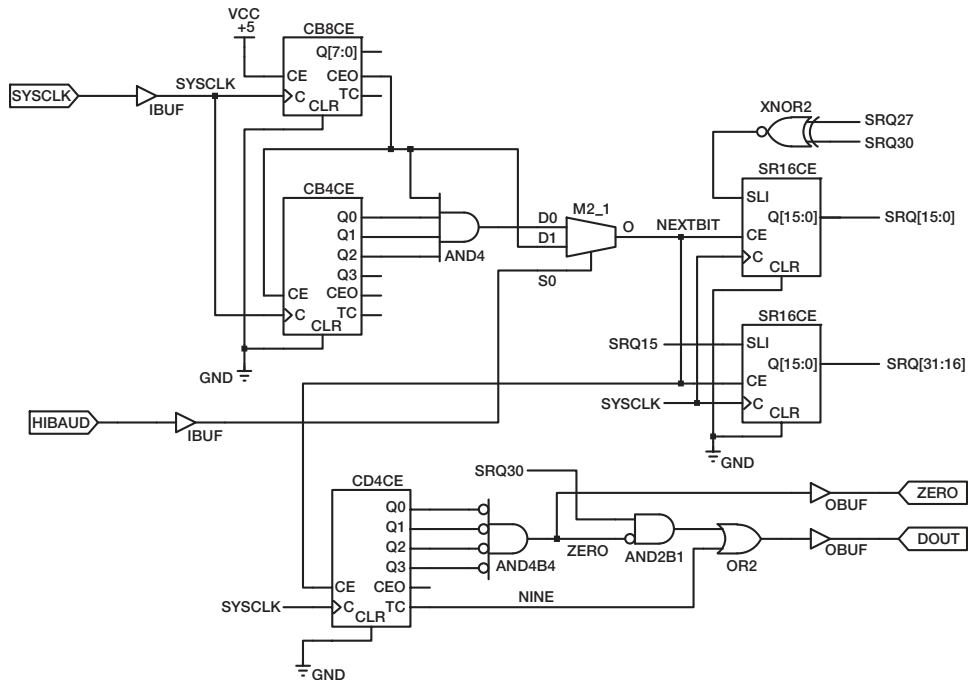 VCC
+5
CB8CE
Q[7:0]
CE
CEO
SYSCLK
SYSCLK
C
TC
IBUF
CLR
XNOR2
SRQ27
SRQ30
CB4CE
SR16CE
SLI
Q0
Q1
Q2
Q3
CE
CEO
C
TC
CLR
AND4
D0
D1
M2_1
O
S0
NEXTBIT
Q[15:0]
SRQ[15:0]
CE
C
CLR
GND
SR16CE
SRQ15
SLI
Q[15:0]
SRQ[31:16]
CE
SYSCLK
C
CLR
GND
HIBAUD
IBUF
SRQ30
CD4CE
Q0
Q1
Q2
Q3
CE
CEO
SYSCLK
C
TC
CLR
GND
AND4B4
ZERO
AND2B1
OR2
NINE
OBUF
ZERO
OBUF
DOUT